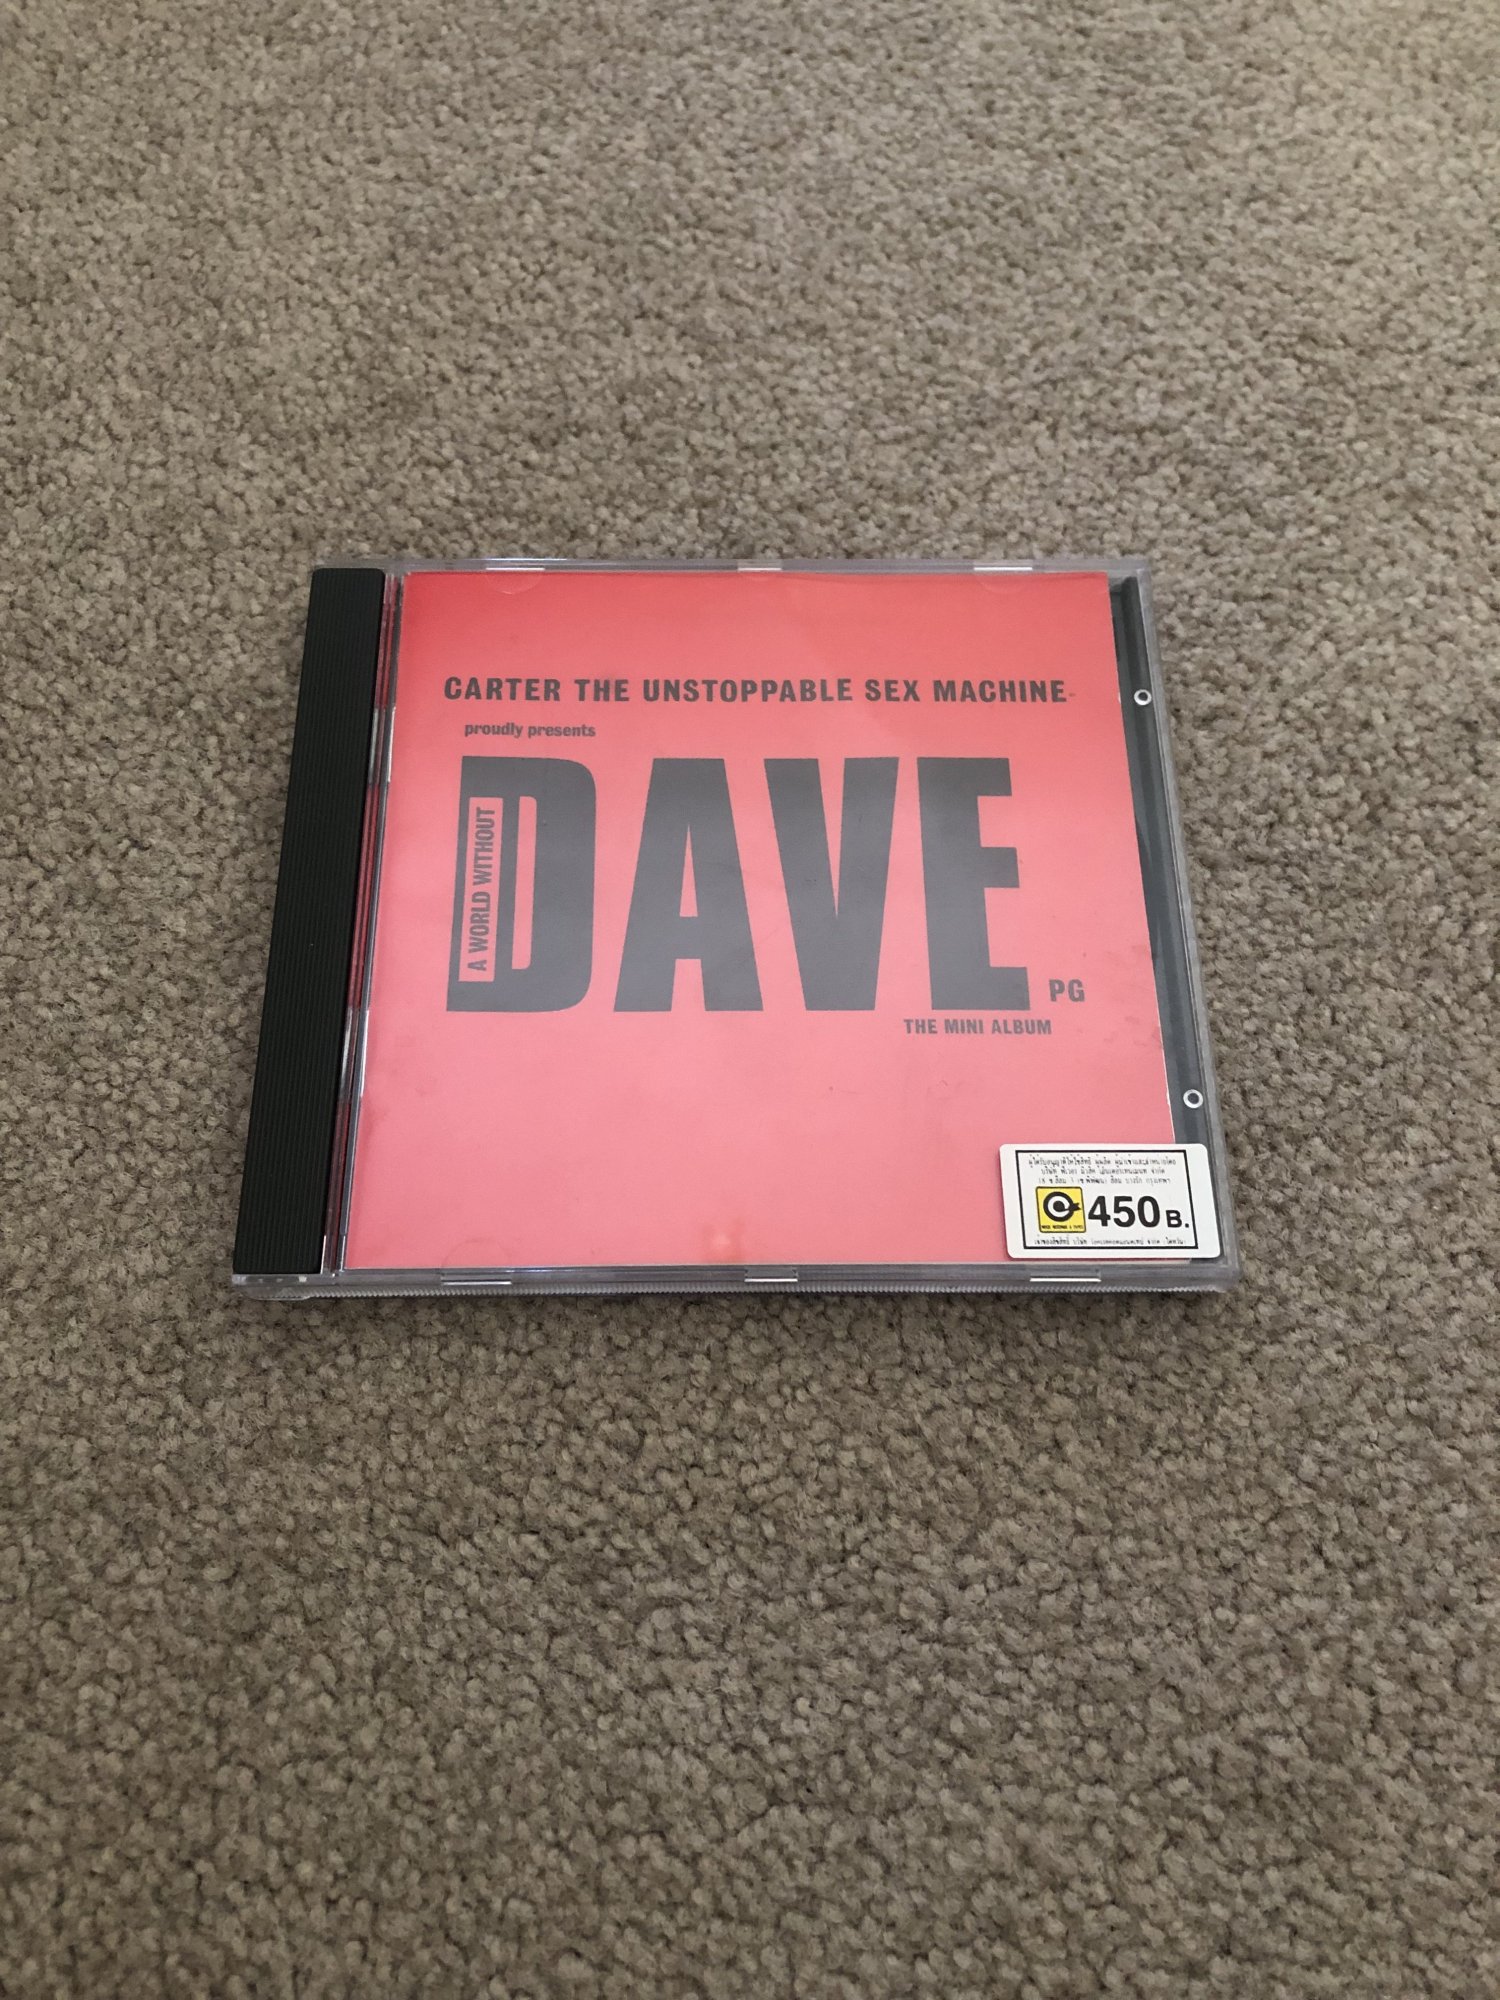 CARTER THE UNSTOPPABLE SEX MACHINE
proudly presents
A WORLD WITHOUT
DAVE
PG
THE MINI ALBUM
450 B.